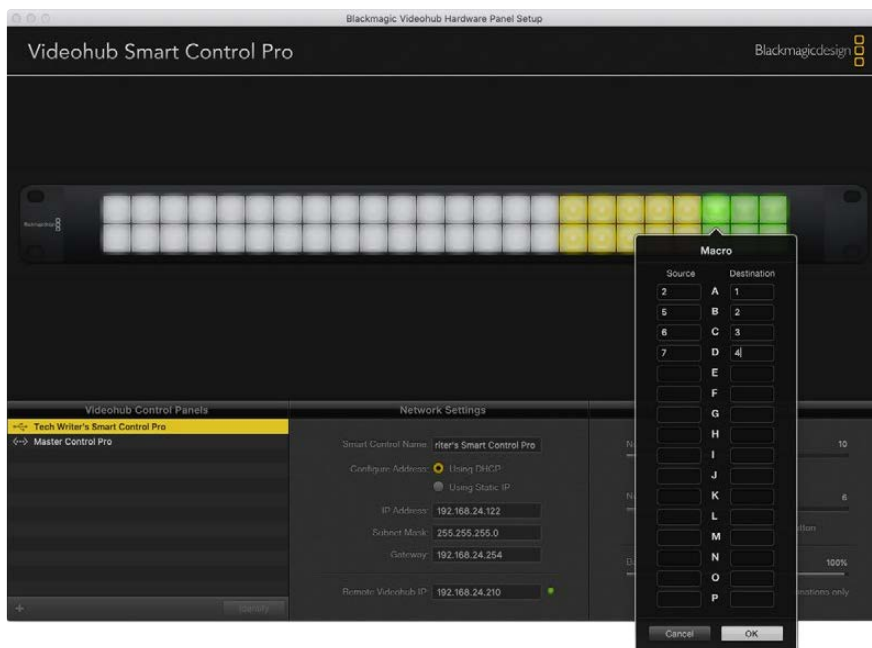 Blackmagic Videohub Hardware Panel Setup
Videohub Smart Control Pro
Blackmagicdesign
Macro
Source Destination
2 A 1
5 B 2
6 C 3
7 D 4
E
F
G
H
I
J
K
L
M
N
O
P
Cancel OK
Videohub Control Panels
Tech Writer's Smart Control Pro
Master Control Pro
Identify
Network Settings
Smart Control Name: riter's Smart Control Pro
Configure Address: Using DHCP
Using Static IP
IP Address: 192.168.24.122
Subnet Mask: 255.255.255.0
Gateway: 192.168.24.254
Remote Videohub IP: 192.168.24.210
10
6
100%